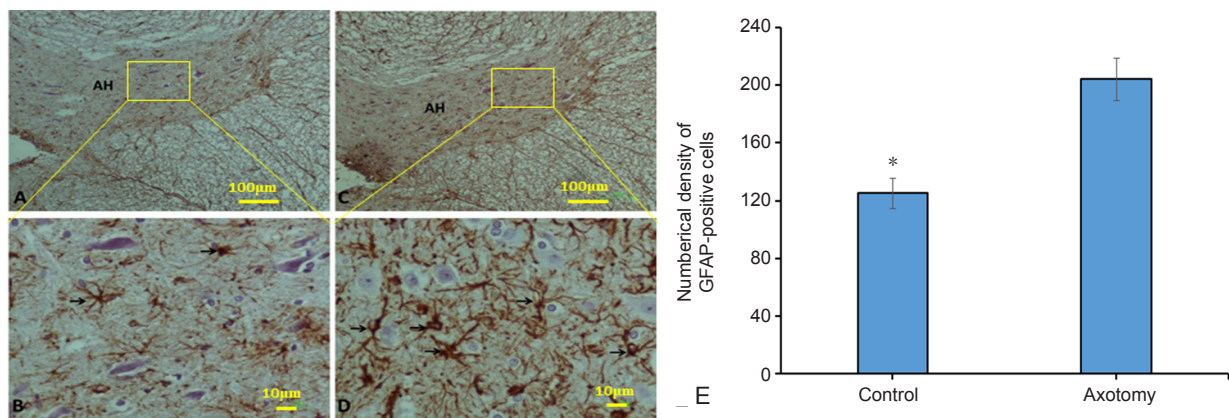 AH
A
100µm
AH
C
100µm
B
10µm
D
10µm
240
200
160
120
80
40
0
Numberical density of
GFAP-positive cells
*
Control
Axotomy
E